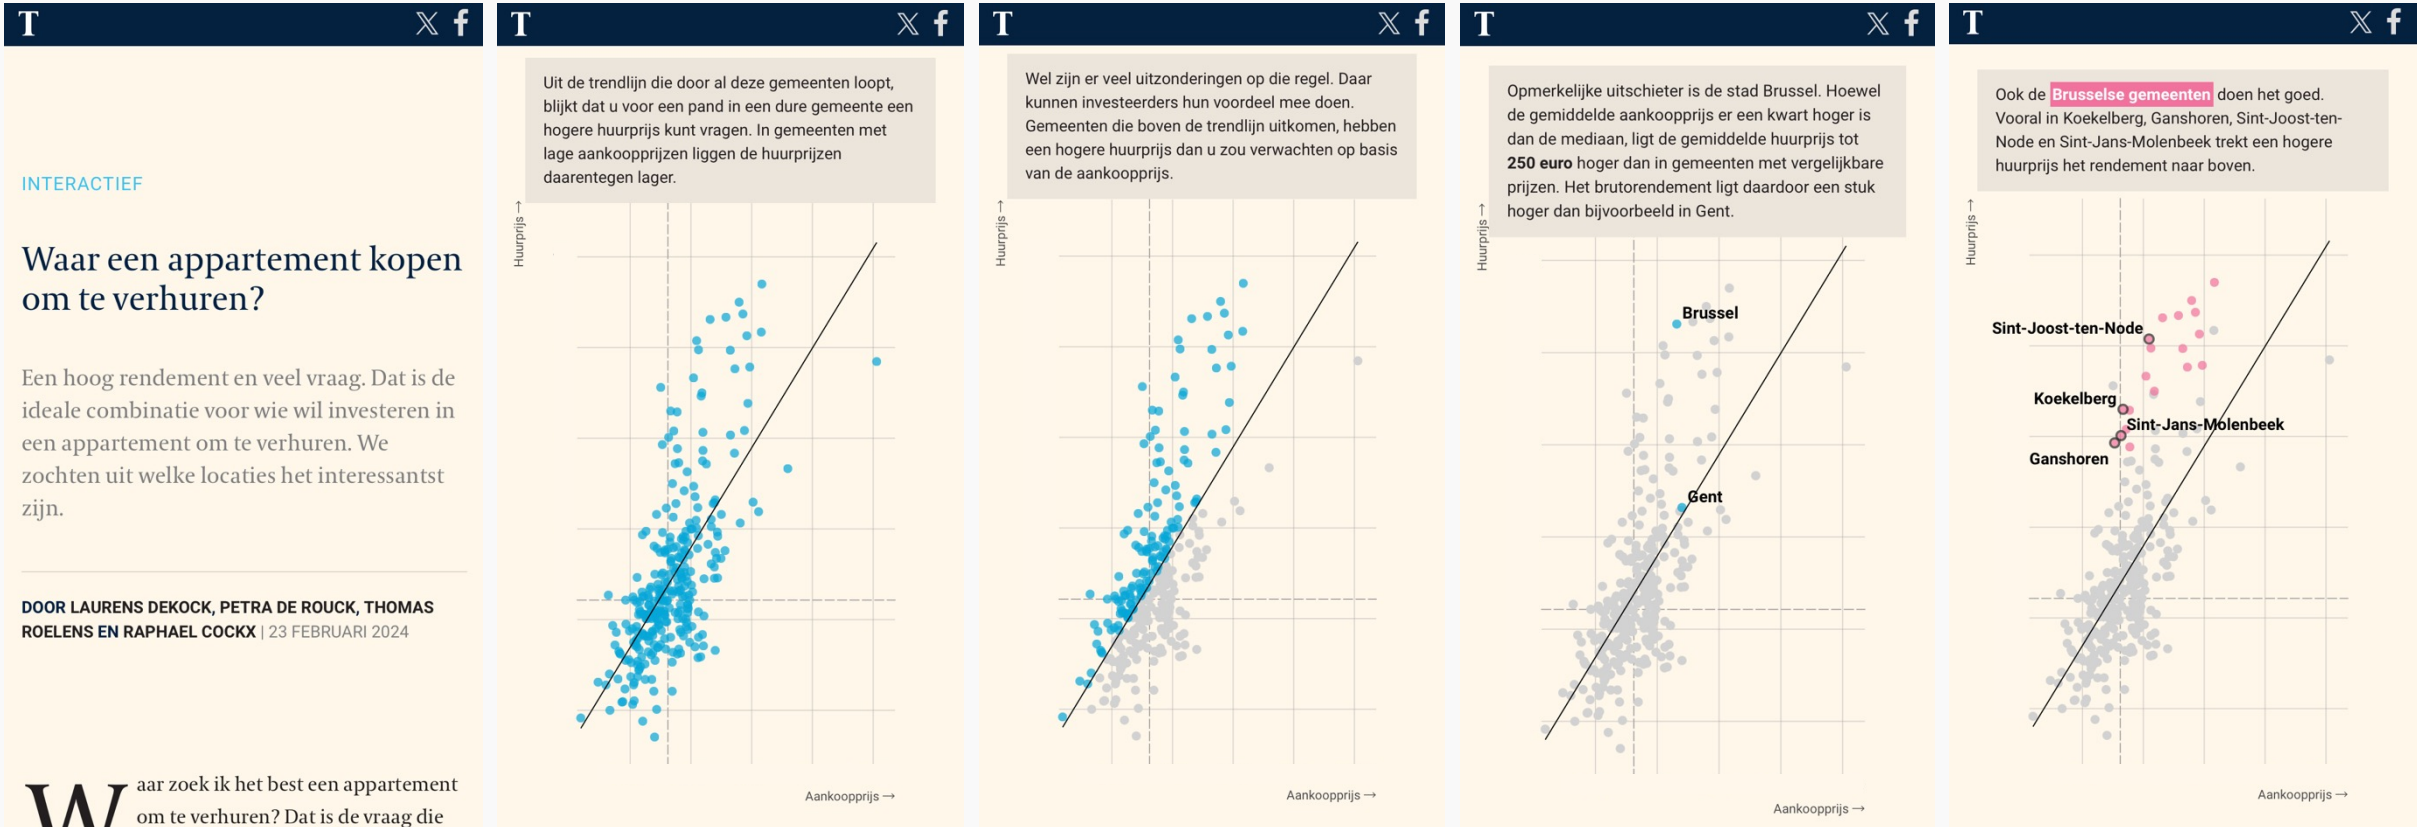 T
X f
INTERACTIEF
Waar een appartement kopen
om te verhuren?
Een hoog rendement en veel vraag. Dat is de
ideale combinatie voor wie wil investeren in
een appartement om te verhuren. We
zochten uit welke locaties het interessantst
zijn.
DOOR LAURENS DEKOCK, PETRA DE ROUCK, THOMAS
ROELENS EN RAPHAEL COCKX | 23 FEBRUARI 2024
Waar zoek ik het best een appartement
om te verhuren? Dat is de vraag die
T
X f
Uit de trendlijn die door al deze gemeenten loopt,
blijkt dat u voor een pand in een dure gemeente een
hogere huurprijs kunt vragen. In gemeenten met
lage aankoopprijzen liggen de huurprijzen
daarentegen lager.
Huurprijs →
Aankoopprijs →
T
X f
Wel zijn er veel uitzonderingen op die regel. Daar
kunnen investeerders hun voordeel mee doen.
Gemeenten die boven de trendlijn uitkomen, hebben
een hogere huurprijs dan u zou verwachten op basis
van de aankoopprijs.
Huurprijs →
Aankoopprijs →
T
X f
Opmerkelijke uitschieter is de stad Brussel. Hoewel
de gemiddelde aankoopprijs er een kwart hoger is
dan de mediaan, ligt de gemiddelde huurprijs tot
250 euro hoger dan in gemeenten met vergelijkbare
prijzen. Het brutorendement ligt daardoor een stuk
hoger dan bijvoorbeeld in Gent.
Huurprijs →
Brussel
Gent
Aankoopprijs →
T
X f
Ook de Brusselse gemeenten doen het goed.
Vooral in Koekelberg, Ganshoren, Sint-Joost-ten-
Node en Sint-Jans-Molenbeek trekt een hogere
huurprijs het rendement naar boven.
Huurprijs →
Sint-Joost-ten-Node
Koekelberg
Sint-Jans-Molenbeek
Ganshoren
Aankoopprijs →